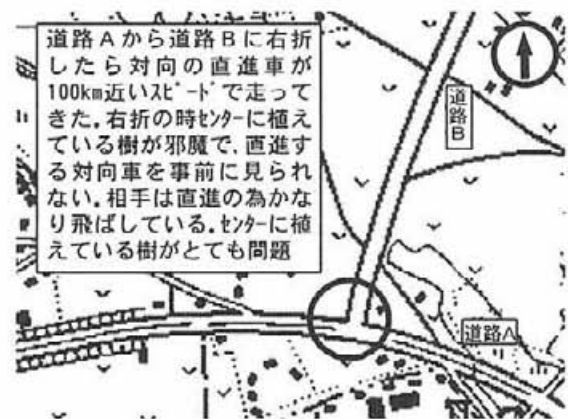 道路Aから道路Bに右折
したら対向の直進車が
100km近いｽﾋﾟｰﾄﾞで走って
きた。右折の時ｾﾝﾀｰに植え
ている樹が邪魔で、直進す
る対向車を事前に見られ
ない。相手は直進の為かな
り飛ばしている。ｾﾝﾀｰに植
えている樹がとても問題
道路B
道路A